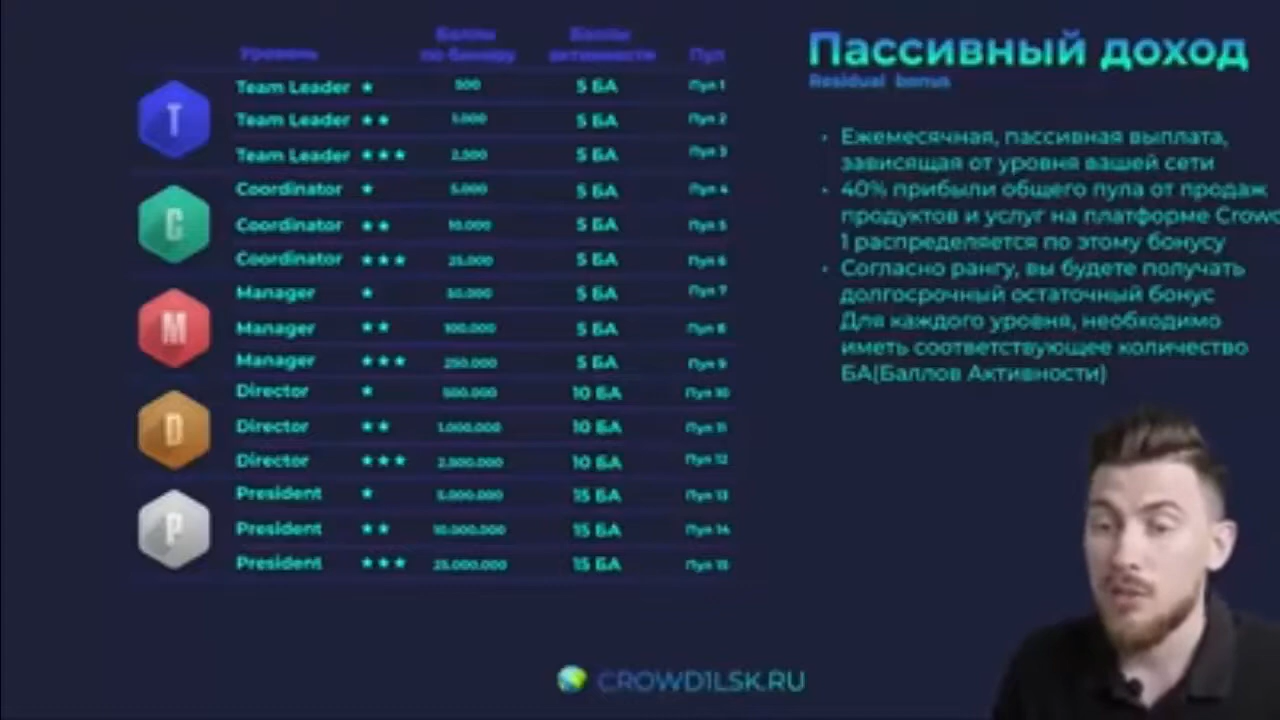 Уровень Баллы по бинару Баллы активности Пул
Team Leader ★ 500 5 БА Пул 1
Team Leader ★★ 1.000 5 БА Пул 2
Team Leader ★★★ 2.500 5 БА Пул 3
Coordinator ★ 5.000 5 БА Пул 4
Coordinator ★★ 10.000 5 БА Пул 5
Coordinator ★★★ 25.000 5 БА Пул 6
Manager ★ 50.000 5 БА Пул 7
Manager ★★ 100.000 5 БА Пул 8
Manager ★★★ 250.000 5 БА Пул 9
Director ★ 500.000 10 БА Пул 10
Director ★★ 1.000.000 10 БА Пул 11
Director ★★★ 2.500.000 10 БА Пул 12
President ★ 5.000.000 15 БА Пул 13
President ★★ 10.000.000 15 БА Пул 14
President ★★★ 25.000.000 15 БА Пул 15
T
C
M
D
P
Пассивный доход
Residual bonus
• Ежемесячная, пассивная выплата,
зависящая от уровня вашей сети
• 40% прибыли общего пула от продаж
продуктов и услуг на платформе Crowd
1 распределяется по этому бонусу
• Согласно рангу, вы будете получать
долгосрочный остаточный бонус
Для каждого уровня, необходимо
иметь соответствующее количество
БА(Баллов Активности)
CROWD1LSK.RU